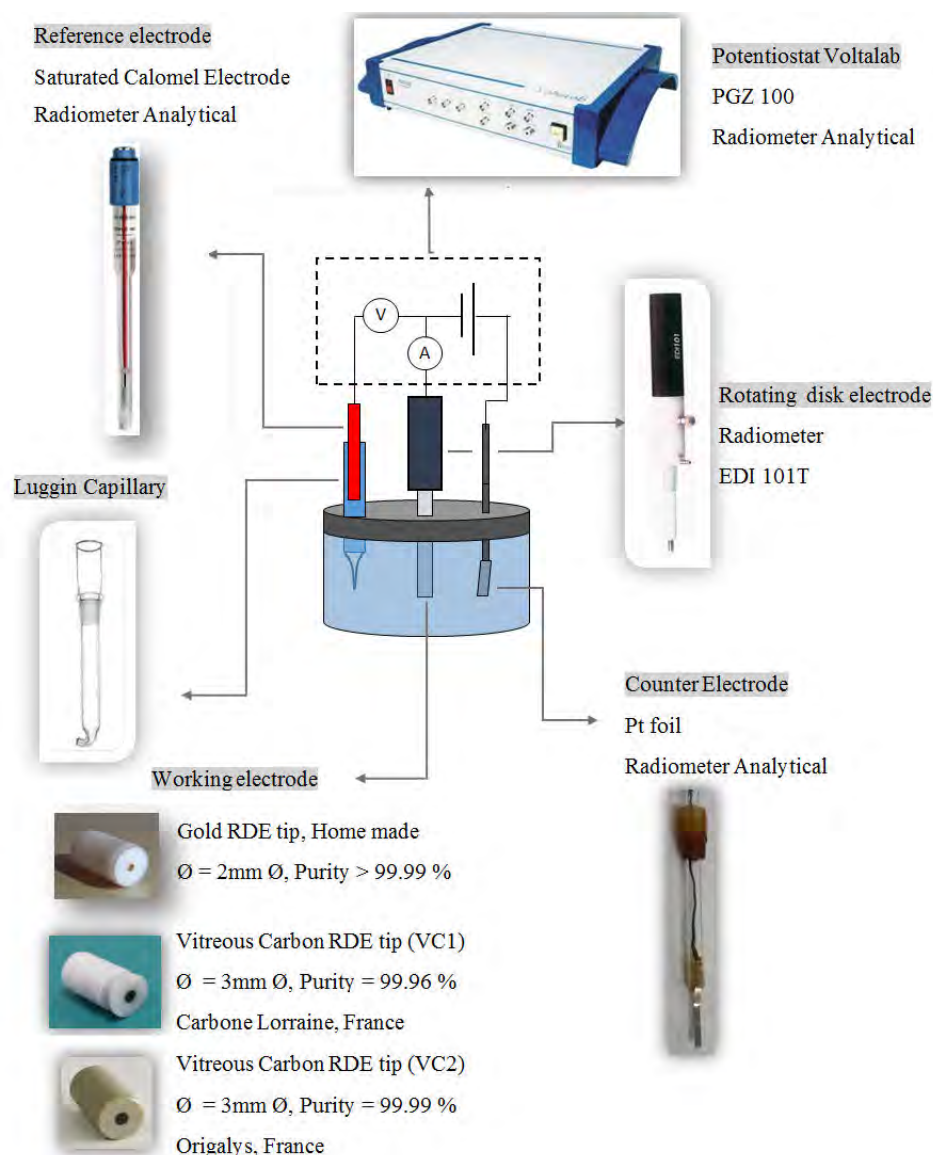 Reference electrode
Saturated Calomel Electrode
Radiometer Analytical
Potentiostat Voltalab
PGZ 100
Radiometer Analytical
V
A
Rotating disk electrode
Radiometer
EDI 101T
EDI101
Luggin Capillary
Counter Electrode
Pt foil
Radiometer Analytical
Working electrode
Gold RDE tip, Home made
Ø = 2mm Ø, Purity > 99.99 %
Vitreous Carbon RDE tip (VC1)
Ø = 3mm Ø, Purity = 99.96 %
Carbone Lorraine, France
Vitreous Carbon RDE tip (VC2)
Ø = 3mm Ø, Purity = 99.99 %
Origalys, France